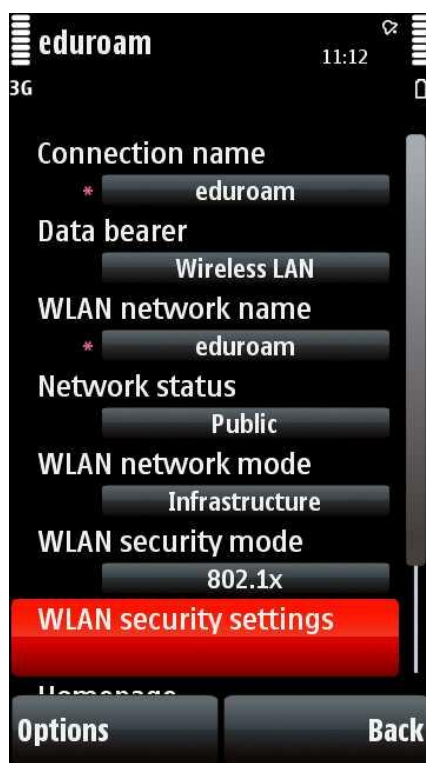 eduroam
11:12
3G
Connection name
* eduroam
Data bearer
Wireless LAN
WLAN network name
* eduroam
Network status
Public
WLAN network mode
Infrastructure
WLAN security mode
802.1x
WLAN security settings
Homepage
Options Back